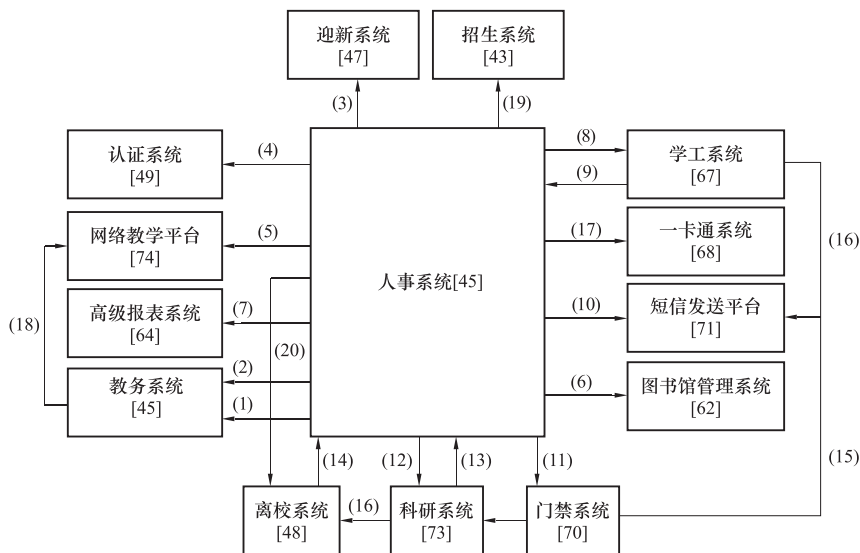 迎新系统
[47]
招生系统
[43]
(3)
(19)
认证系统
[49]
(4)
(8)
学工系统
[67]
(9)
网络教学平台
[74]
(5)
(17)
一卡通系统
[68]
(16)
人事系统[45]
高级报表系统
[64]
(7)
(10)
短信发送平台
[71]
(18)
(20)
(2)
教务系统
[45]
(1)
(6)
图书馆管理系统
[62]
(14)
(12)
(13)
(11)
(15)
离校系统
[48]
(16)
科研系统
[73]
门禁系统
[70]